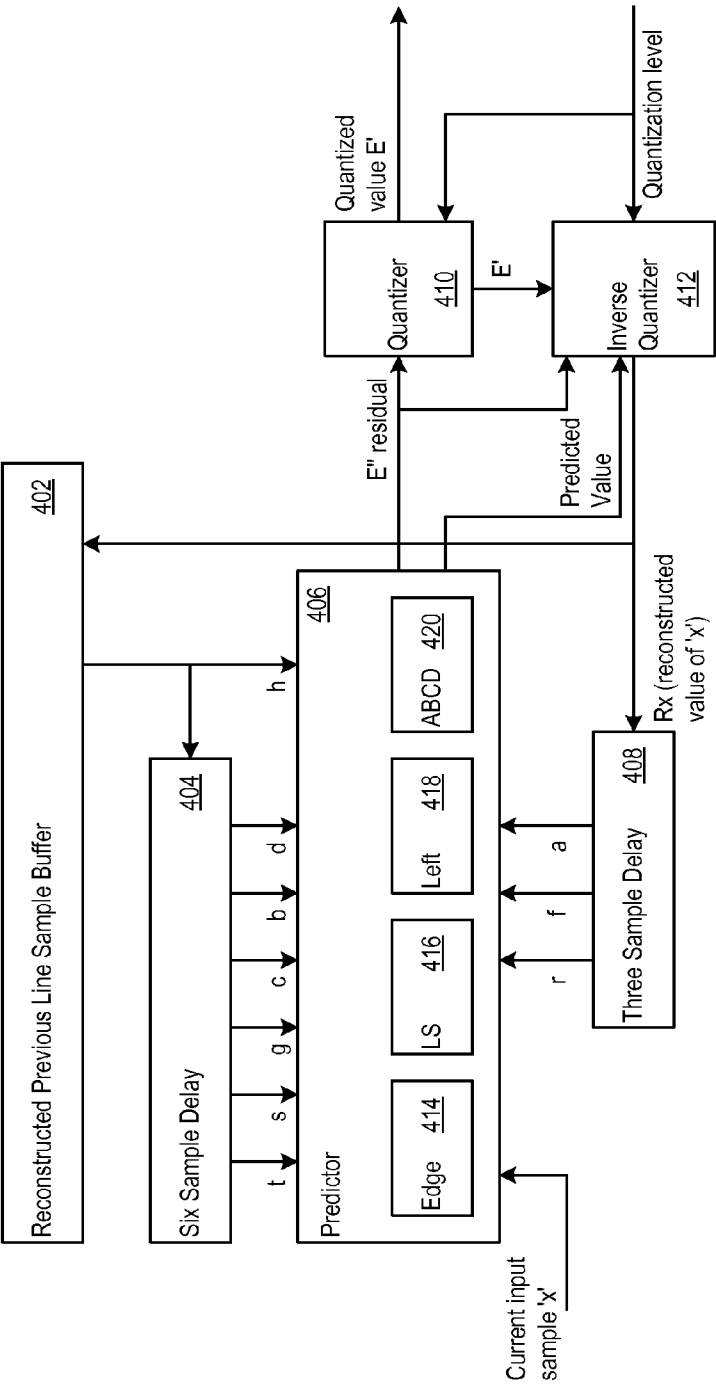 Reconstructed Previous Line Sample Buffer
402
Six Sample Delay
404
t
s
g
c
b
d
h
Predictor
406
Edge
414
LS
416
Left
418
ABCD
420
Current input
sample 'x'
r
f
a
Three Sample Delay
408
Rx (reconstructed
value of 'x')
E" residual
Predicted
Value
Quantizer
410
E'
Inverse
Quantizer
412
Quantized
value E'
Quantization level